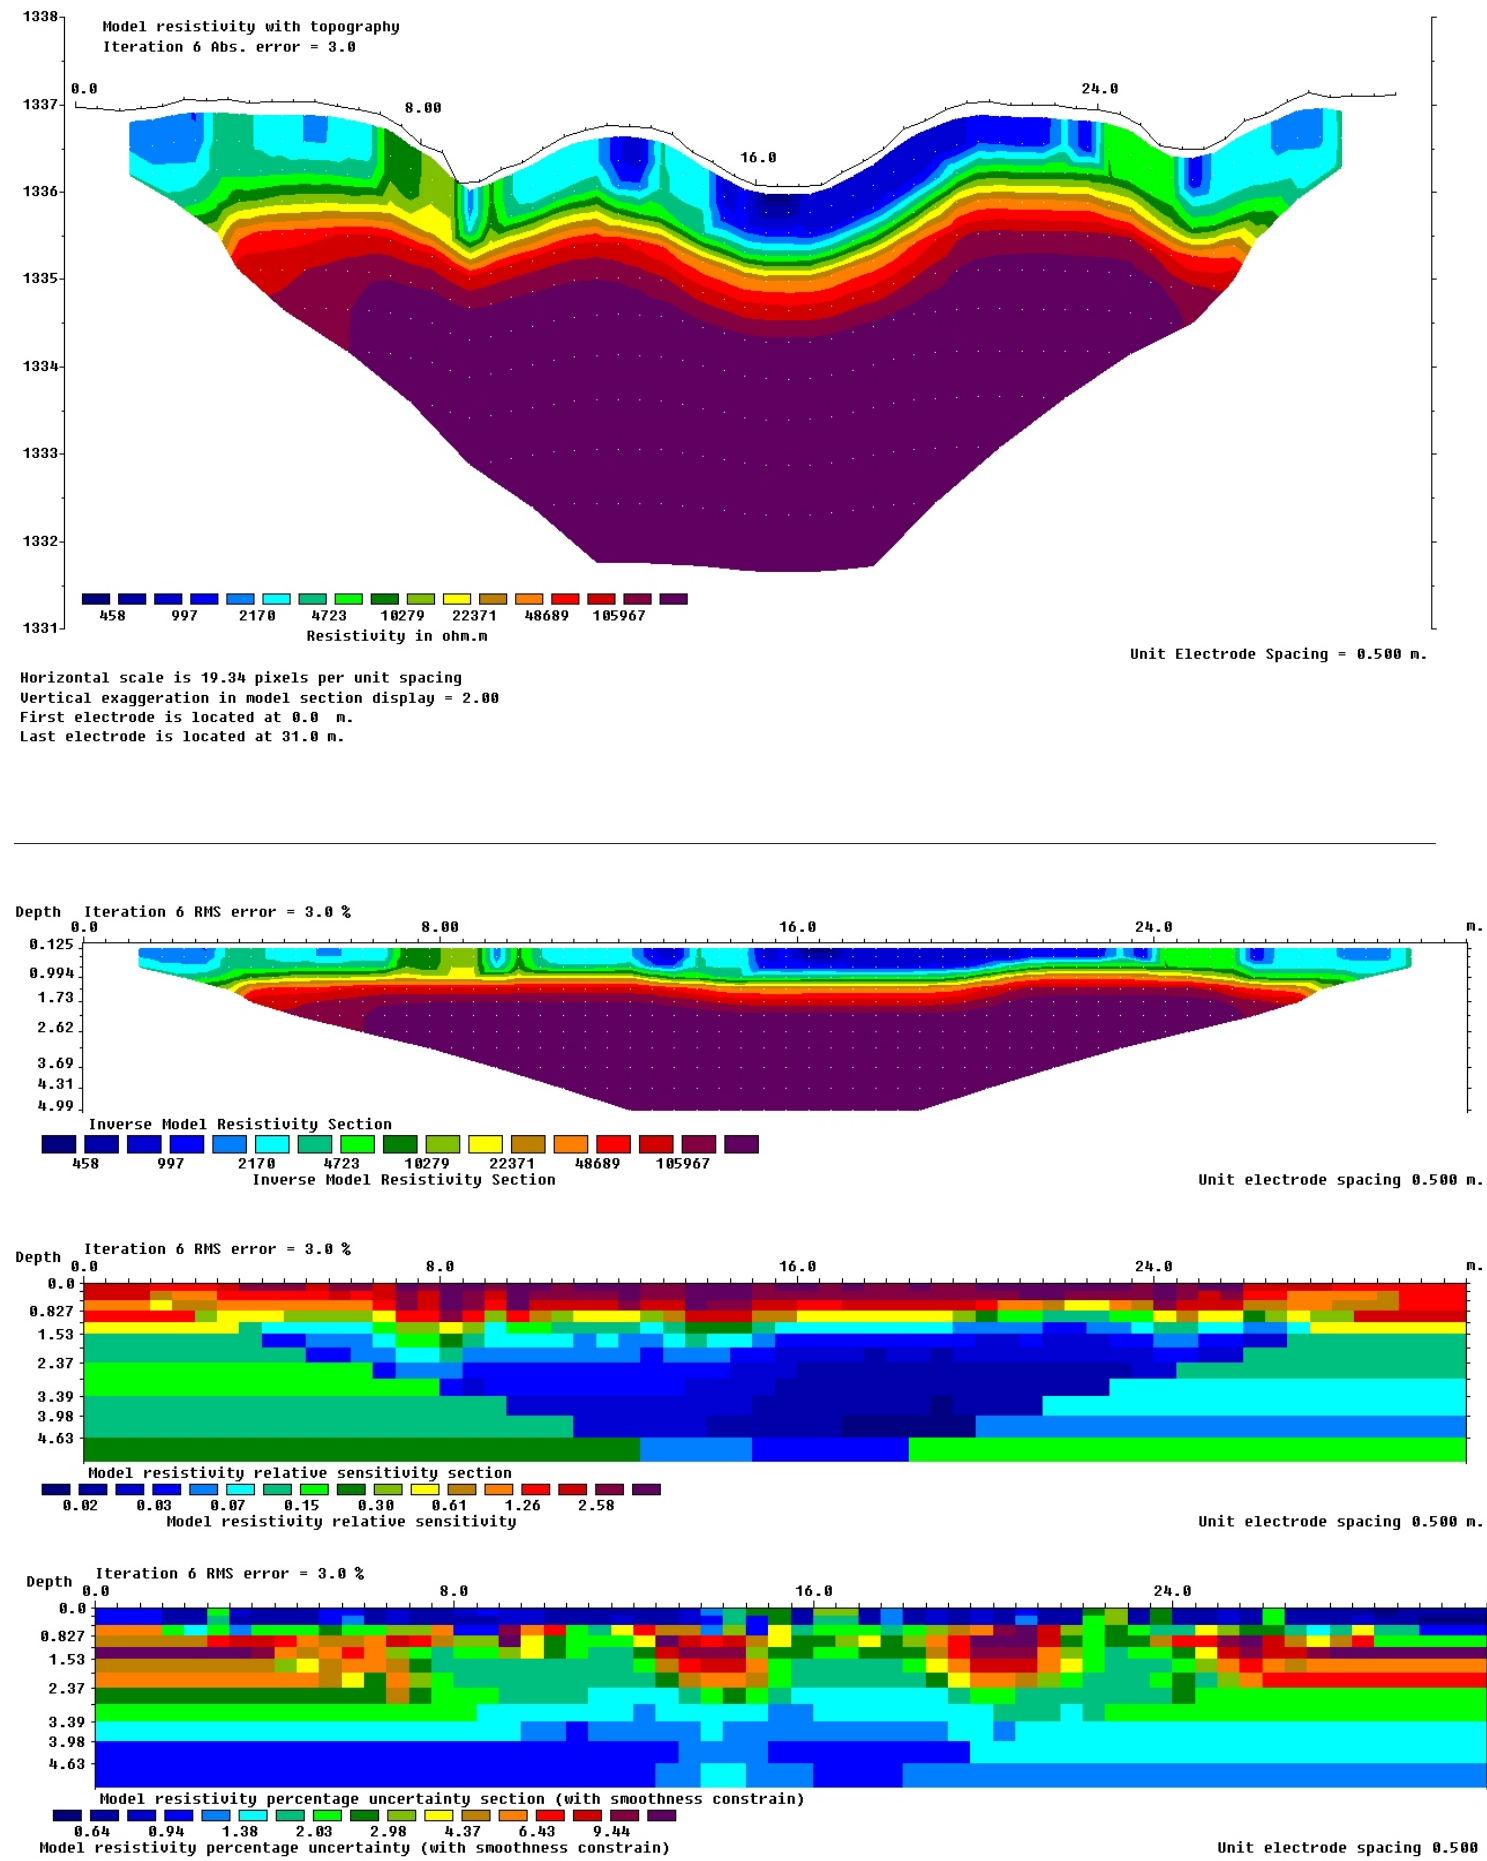 1338
Model resistivity with topography
Iteration 6 Abs. error = 3.0
0.0
24.0
1337
8.00
16.0
1336
1335
1334
1333
1332
1331
458 997 2170 4723 10279 22371 48689 105967
Resistivity in ohm.m
Unit Electrode Spacing = 0.500 m.
Horizontal scale is 19.34 pixels per unit spacing
Vertical exaggeration in model section display = 2.00
First electrode is located at 0.0 m.
Last electrode is located at 31.0 m.
Depth Iteration 6 RMS error = 3.0 %
0.0 8.00 16.0 24.0 m.
0.125
0.994
1.73
2.62
3.69
4.31
4.99
Inverse Model Resistivity Section
458 997 2170 4723 10279 22371 48689 105967
Inverse Model Resistivity Section
Unit electrode spacing 0.500 m.
Depth Iteration 6 RMS error = 3.0 %
0.0 8.0 16.0 24.0 m.
0.0
0.827
1.53
2.37
3.39
3.98
4.63
Model resistivity relative sensitivity section
0.02 0.03 0.07 0.15 0.30 0.61 1.26 2.58
Model resistivity relative sensitivity
Unit electrode spacing 0.500 m.
Depth Iteration 6 RMS error = 3.0 %
0.0 8.0 16.0 24.0
0.0
0.827
1.53
2.37
3.39
3.98
4.63
Model resistivity percentage uncertainty section (with smoothness constrain)
0.64 0.94 1.38 2.03 2.98 4.37 6.43 9.44
Model resistivity percentage uncertainty (with smoothness constrain)
Unit electrode spacing 0.500